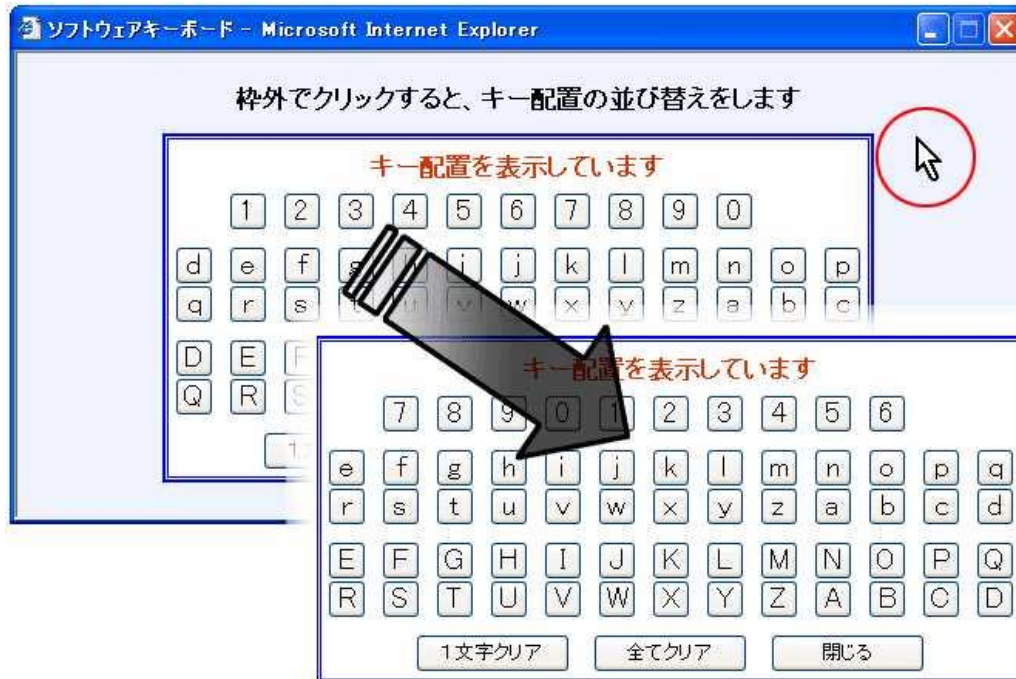 ソフトウェアキーボード - Microsoft Internet Explorer
枠外でクリックすると、キー配置の並び替えをします
キー配置を表示しています
1 2 3 4 5 6 7 8 9 0
d e f g h i j k l m n o p
q r s t u v w x y z a b c
D E F
Q R S
1
キー配置を表示しています
7 8 9 0 1 2 3 4 5 6
e f g h i j k l m n o p q
r s t u v w x y z a b c d
E F G H I J K L M N O P Q
R S T U V W X Y Z A B C D
1文字クリア 全てクリア 閉じる